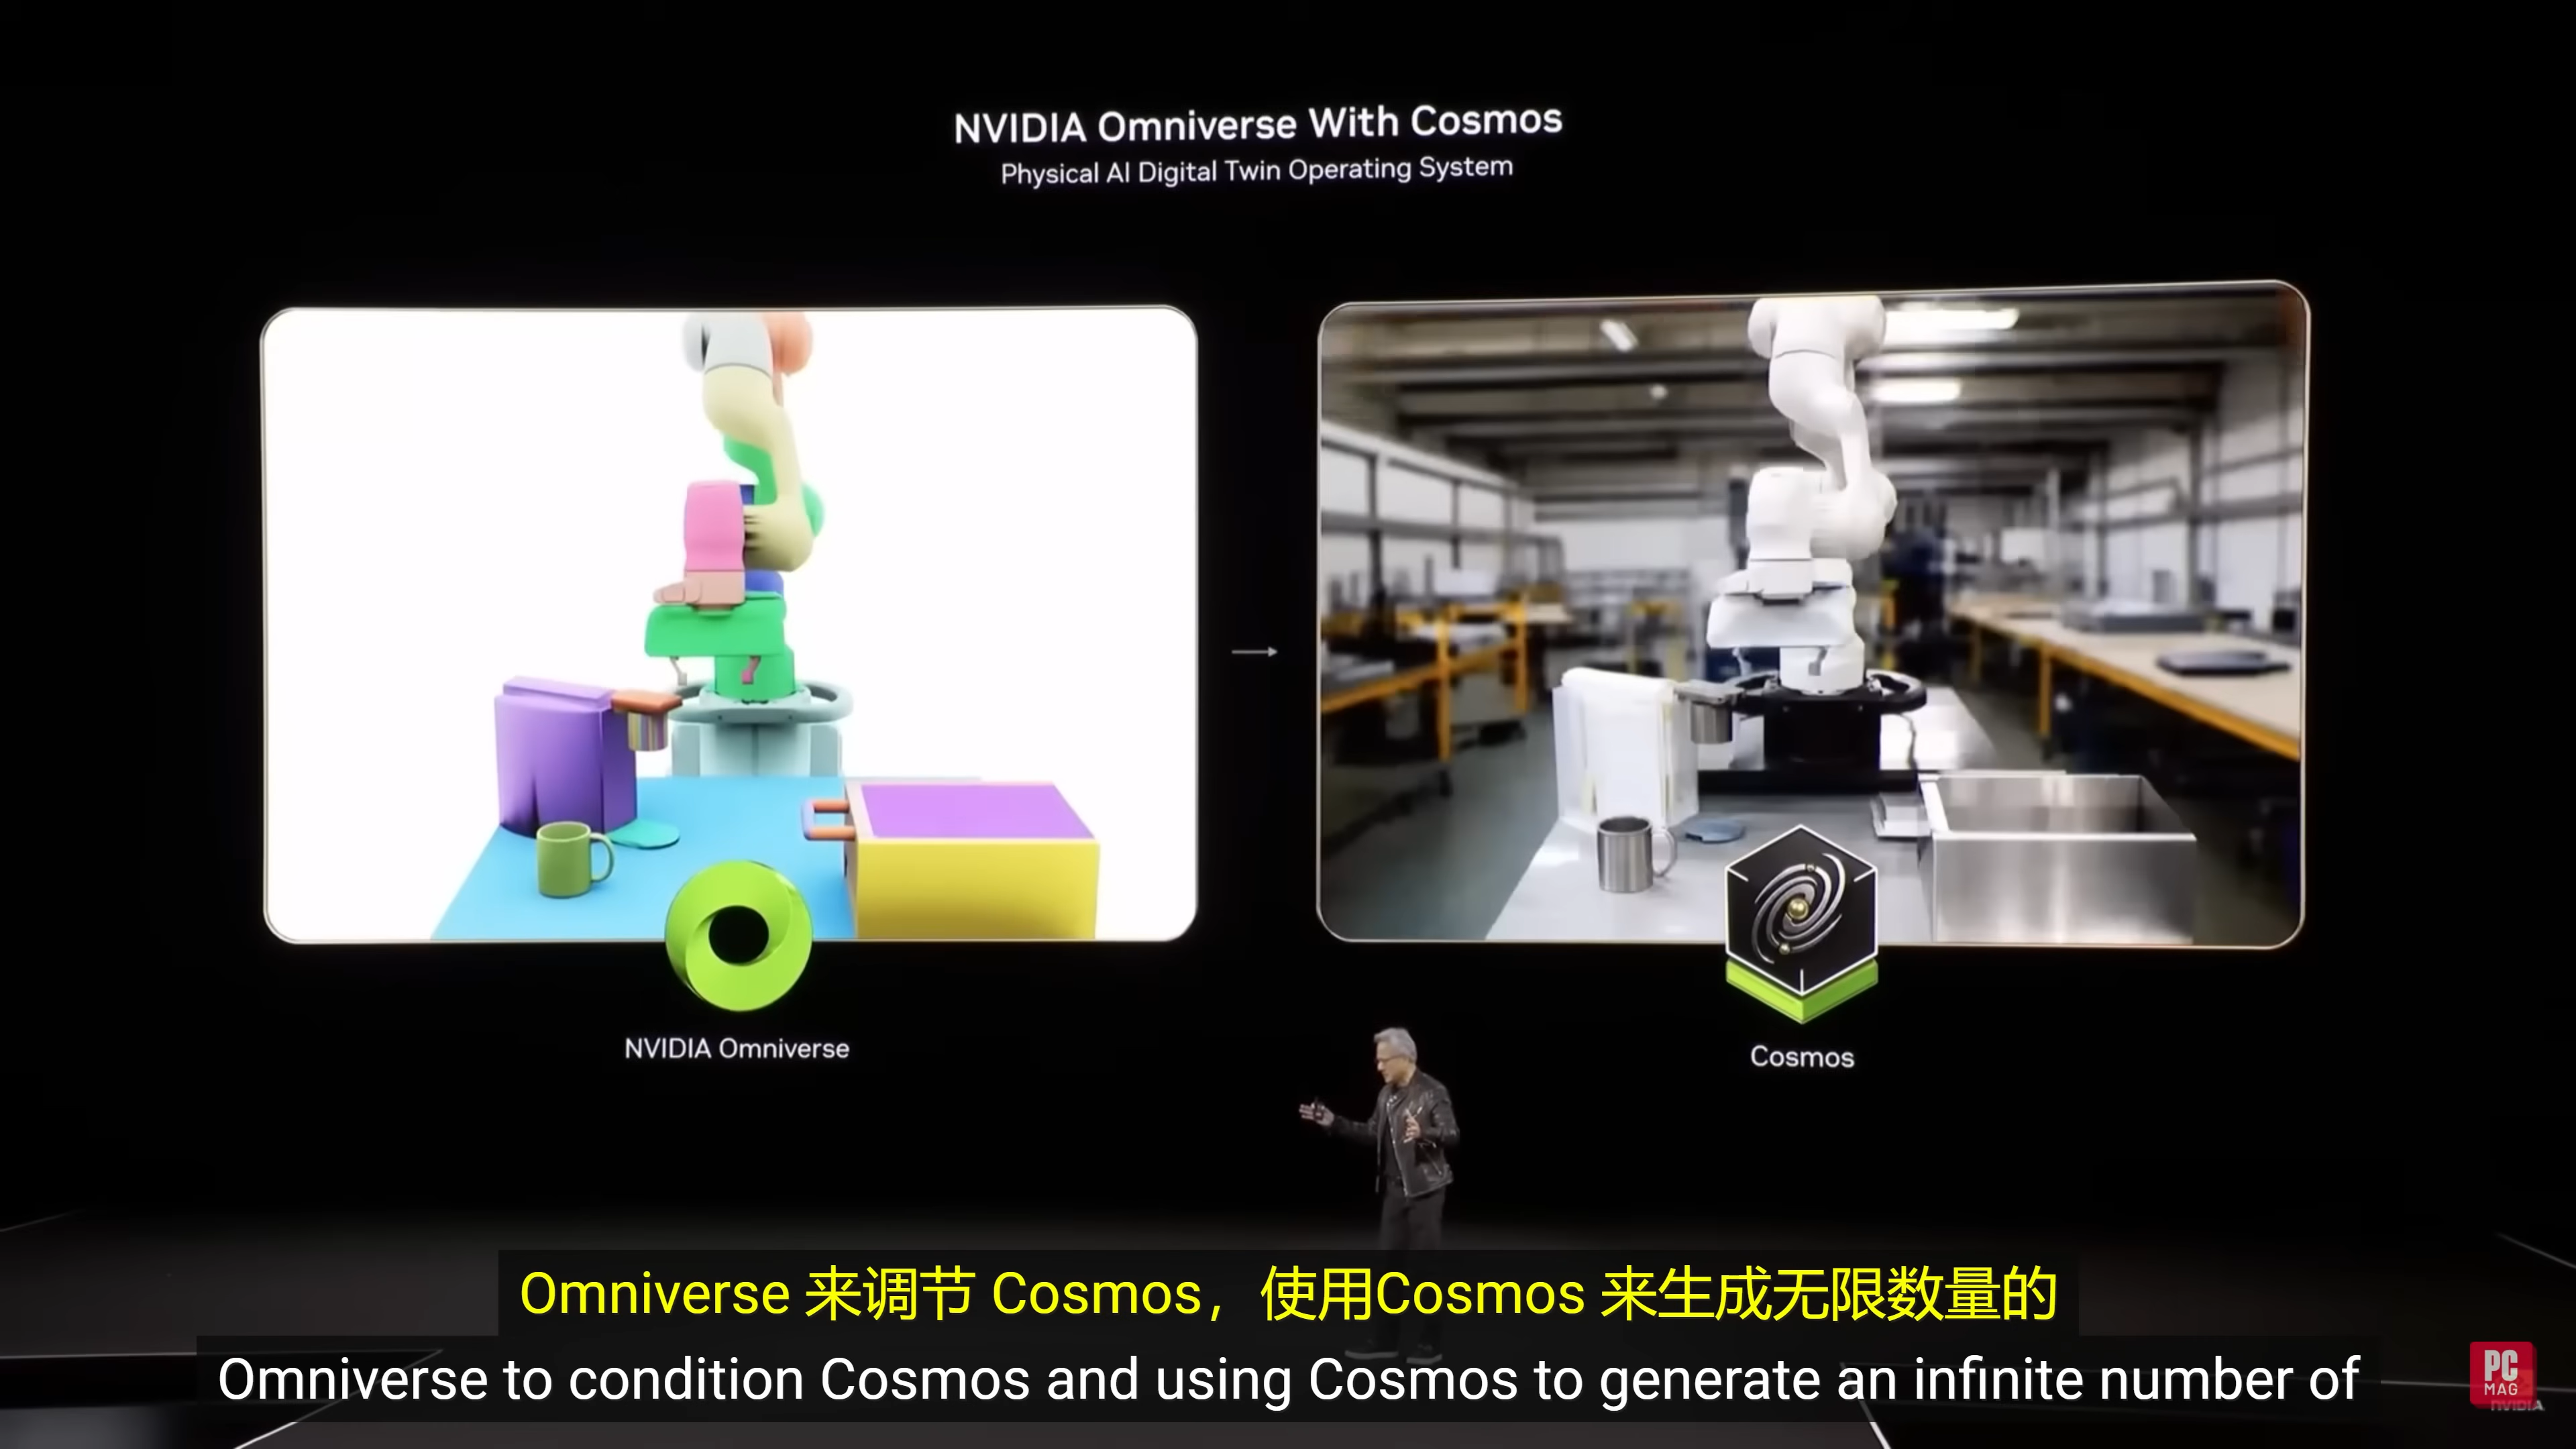 NVIDIA Omniverse With Cosmos
Physical AI Digital Twin Operating System
NVIDIA Omniverse
Cosmos
Omniverse 来调节 Cosmos，使用Cosmos 来生成无限数量的
Omniverse to condition Cosmos and using Cosmos to generate an infinite number of
PC
MAG
NVIDIA